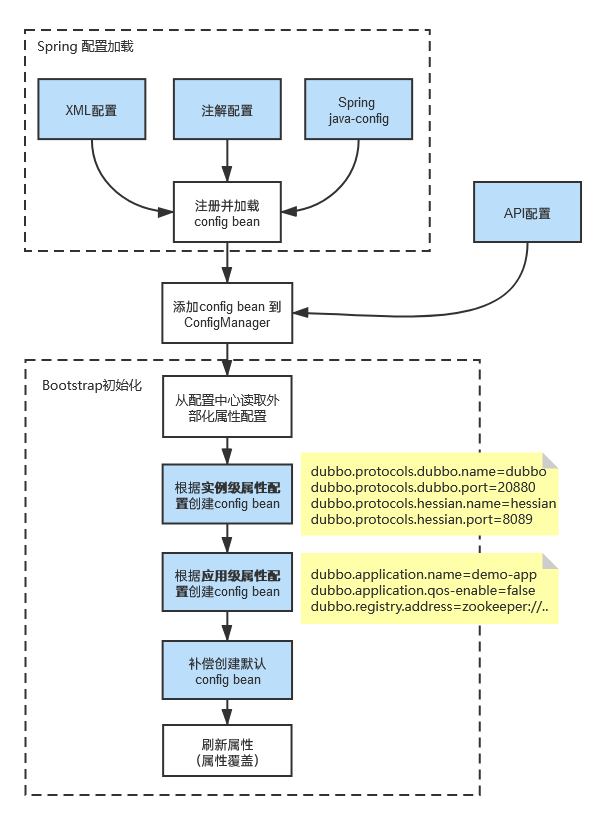 Spring 配置加载
XML配置
注解配置
Spring
java-config
注册并加载
config bean
API配置
添加config bean 到
ConfigManager
Bootstrap初始化
从配置中心读取外
部化属性配置
根据实例级属性配
置创建config bean
dubbo.protocols.dubbo.name=dubbo
dubbo.protocols.dubbo.port=20880
dubbo.protocols.hessian.name=hessian
dubbo.protocols.hessian.port=8089
根据应用级属性配
置创建config bean
dubbo.application.name=demo-app
dubbo.application.qos-enable=false
dubbo.registry.address=zookeeper://..
补偿创建默认
config bean
刷新属性
（属性覆盖）